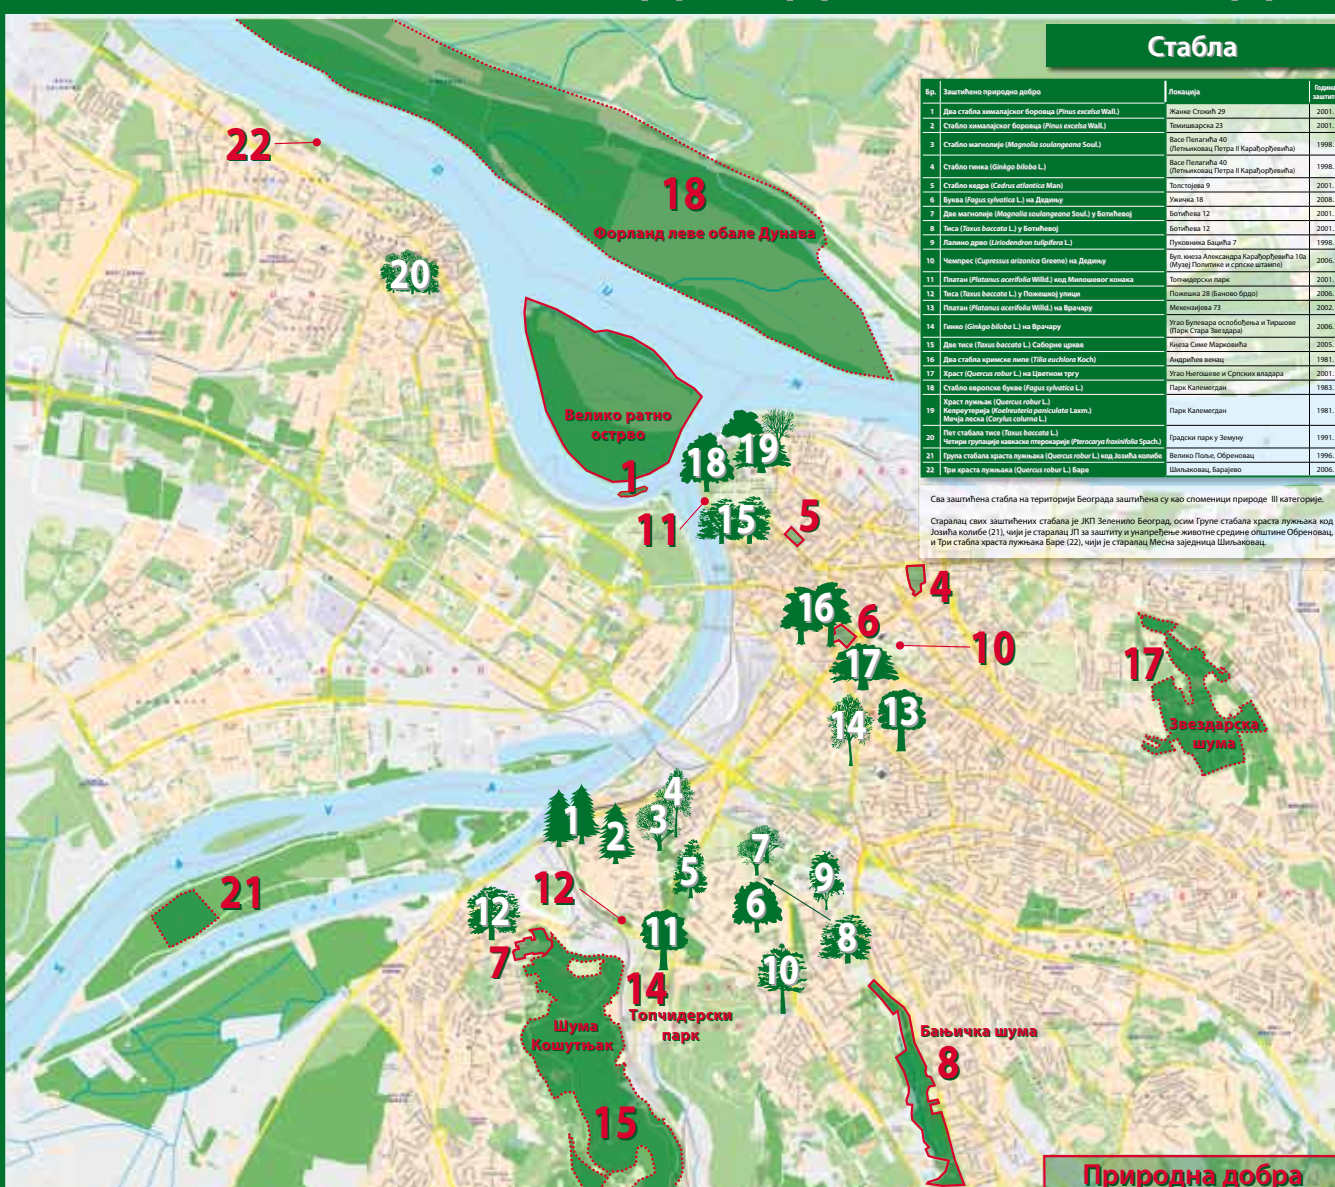 Стабла
Бр. Заштићено природно добро Локација Година заштите
1 Два стабла хималајског боровца (Pinus excelsa Wall.) Жанке Стокић 29 2001.
2 Стабло хималајског боровца (Pinus excelsa Wall.) Темишварска 23 2001.
3 Стабло магнолије (Magnolia soulangeana Soul.) Васе Пелагића 40 (Летњиковац Петра II Карађорђевића) 1998.
4 Стабло гинка (Ginkgo biloba L.) Васе Пелагића 40 (Летњиковац Петра II Карађорђевића) 1998.
5 Стабло кедра (Cedrus atlantica Man) Толстојева 9 2001.
6 Буква (Fagus sylvatica L.) на Дедињу Ужичка 18 2008.
7 Две магнолије (Magnolia soulangeana Soul.) у Ботићевој Ботићева 12 2001.
8 Тиса (Taxus baccata L.) у Ботићевој Ботићева 12 2001.
9 Лалино дрво (Liriodendron tulipifera L.) Пуковника Бацића 7 1998.
10 Чемпрес (Cupressus arizonica Greene) на Дедињу Бул. кнеза Александра Карађорђевића 10а (Музеј Политике и српске штампе) 2006.
11 Платан (Platanus acerifolia Willd.) код Милошевог конака Топчидерски парк 2001.
12 Тиса (Taxus baccata L.) у Пожешкој улици Пожешка 28 (Баново брдо) 2006.
13 Платан (Platanus acerifolia Willd.) на Врачару Мекензијева 73 2002.
14 Гинко (Ginkgo biloba L.) на Врачару Угао Булевара ослобођења и Тиршове (Парк Стара Звездара) 2006.
15 Две тисе (Taxus baccata L.) Саборне цркве Кнеза Симе Марковића 2005.
16 Два стабла кримске липе (Tilia euchlora Koch) Андрићев венац 1981.
17 Храст (Quercus robur L.) на Цветном тргу Угао Његошеве и Српских владара 2001.
18 Стабло европске букве (Fagus sylvatica L.) Парк Калемегдан 1983.
19 Храст лужњак (Quercus robur L.)
Келреутерија (Koelreuteria paniculata Laxm.)
Мечја леска (Corylus colurna L.) Парк Калемегдан 1981.
20 Пет стабала тисе (Taxus baccata L.)
Четири групације кавкаске птерокарије (Pterocarya fraxinifolia Spach.) Градски парк у Земуну 1991.
21 Група стабала храста лужњака (Quercus robur L.) код Јозића колибе Велико Поље, Обреновац 1996.
22 Три храста лужњака (Quercus robur L.) Баре Шиљаковац, Барајево 2006.
Сва заштићена стабла на територији Београда заштићена су као споменици природе III категорије.
Старалац свих заштићених стабала је ЈКП Зеленило Београд, осим Групе стабала храста лужњака код
Јозића колибе (21), чији је старалац ЈП за заштиту и унапређење животне средине општине Обреновац,
и Три стабла храста лужњака Баре (22), чији је старалац Месна заједница Шиљаковац.
22
18
Форланд леве обале Дунава
20
Велико ратно
острво
1
18
19
11
15
5
4
16
6
17
10
17
14
13
Звездарска
шума
4
3
1
2
5
7
9
6
8
10
21
12
12
11
7
14
Топчидерски
парк
Шума
Кошутњак
15
Бањичка шума
8
Природна добра